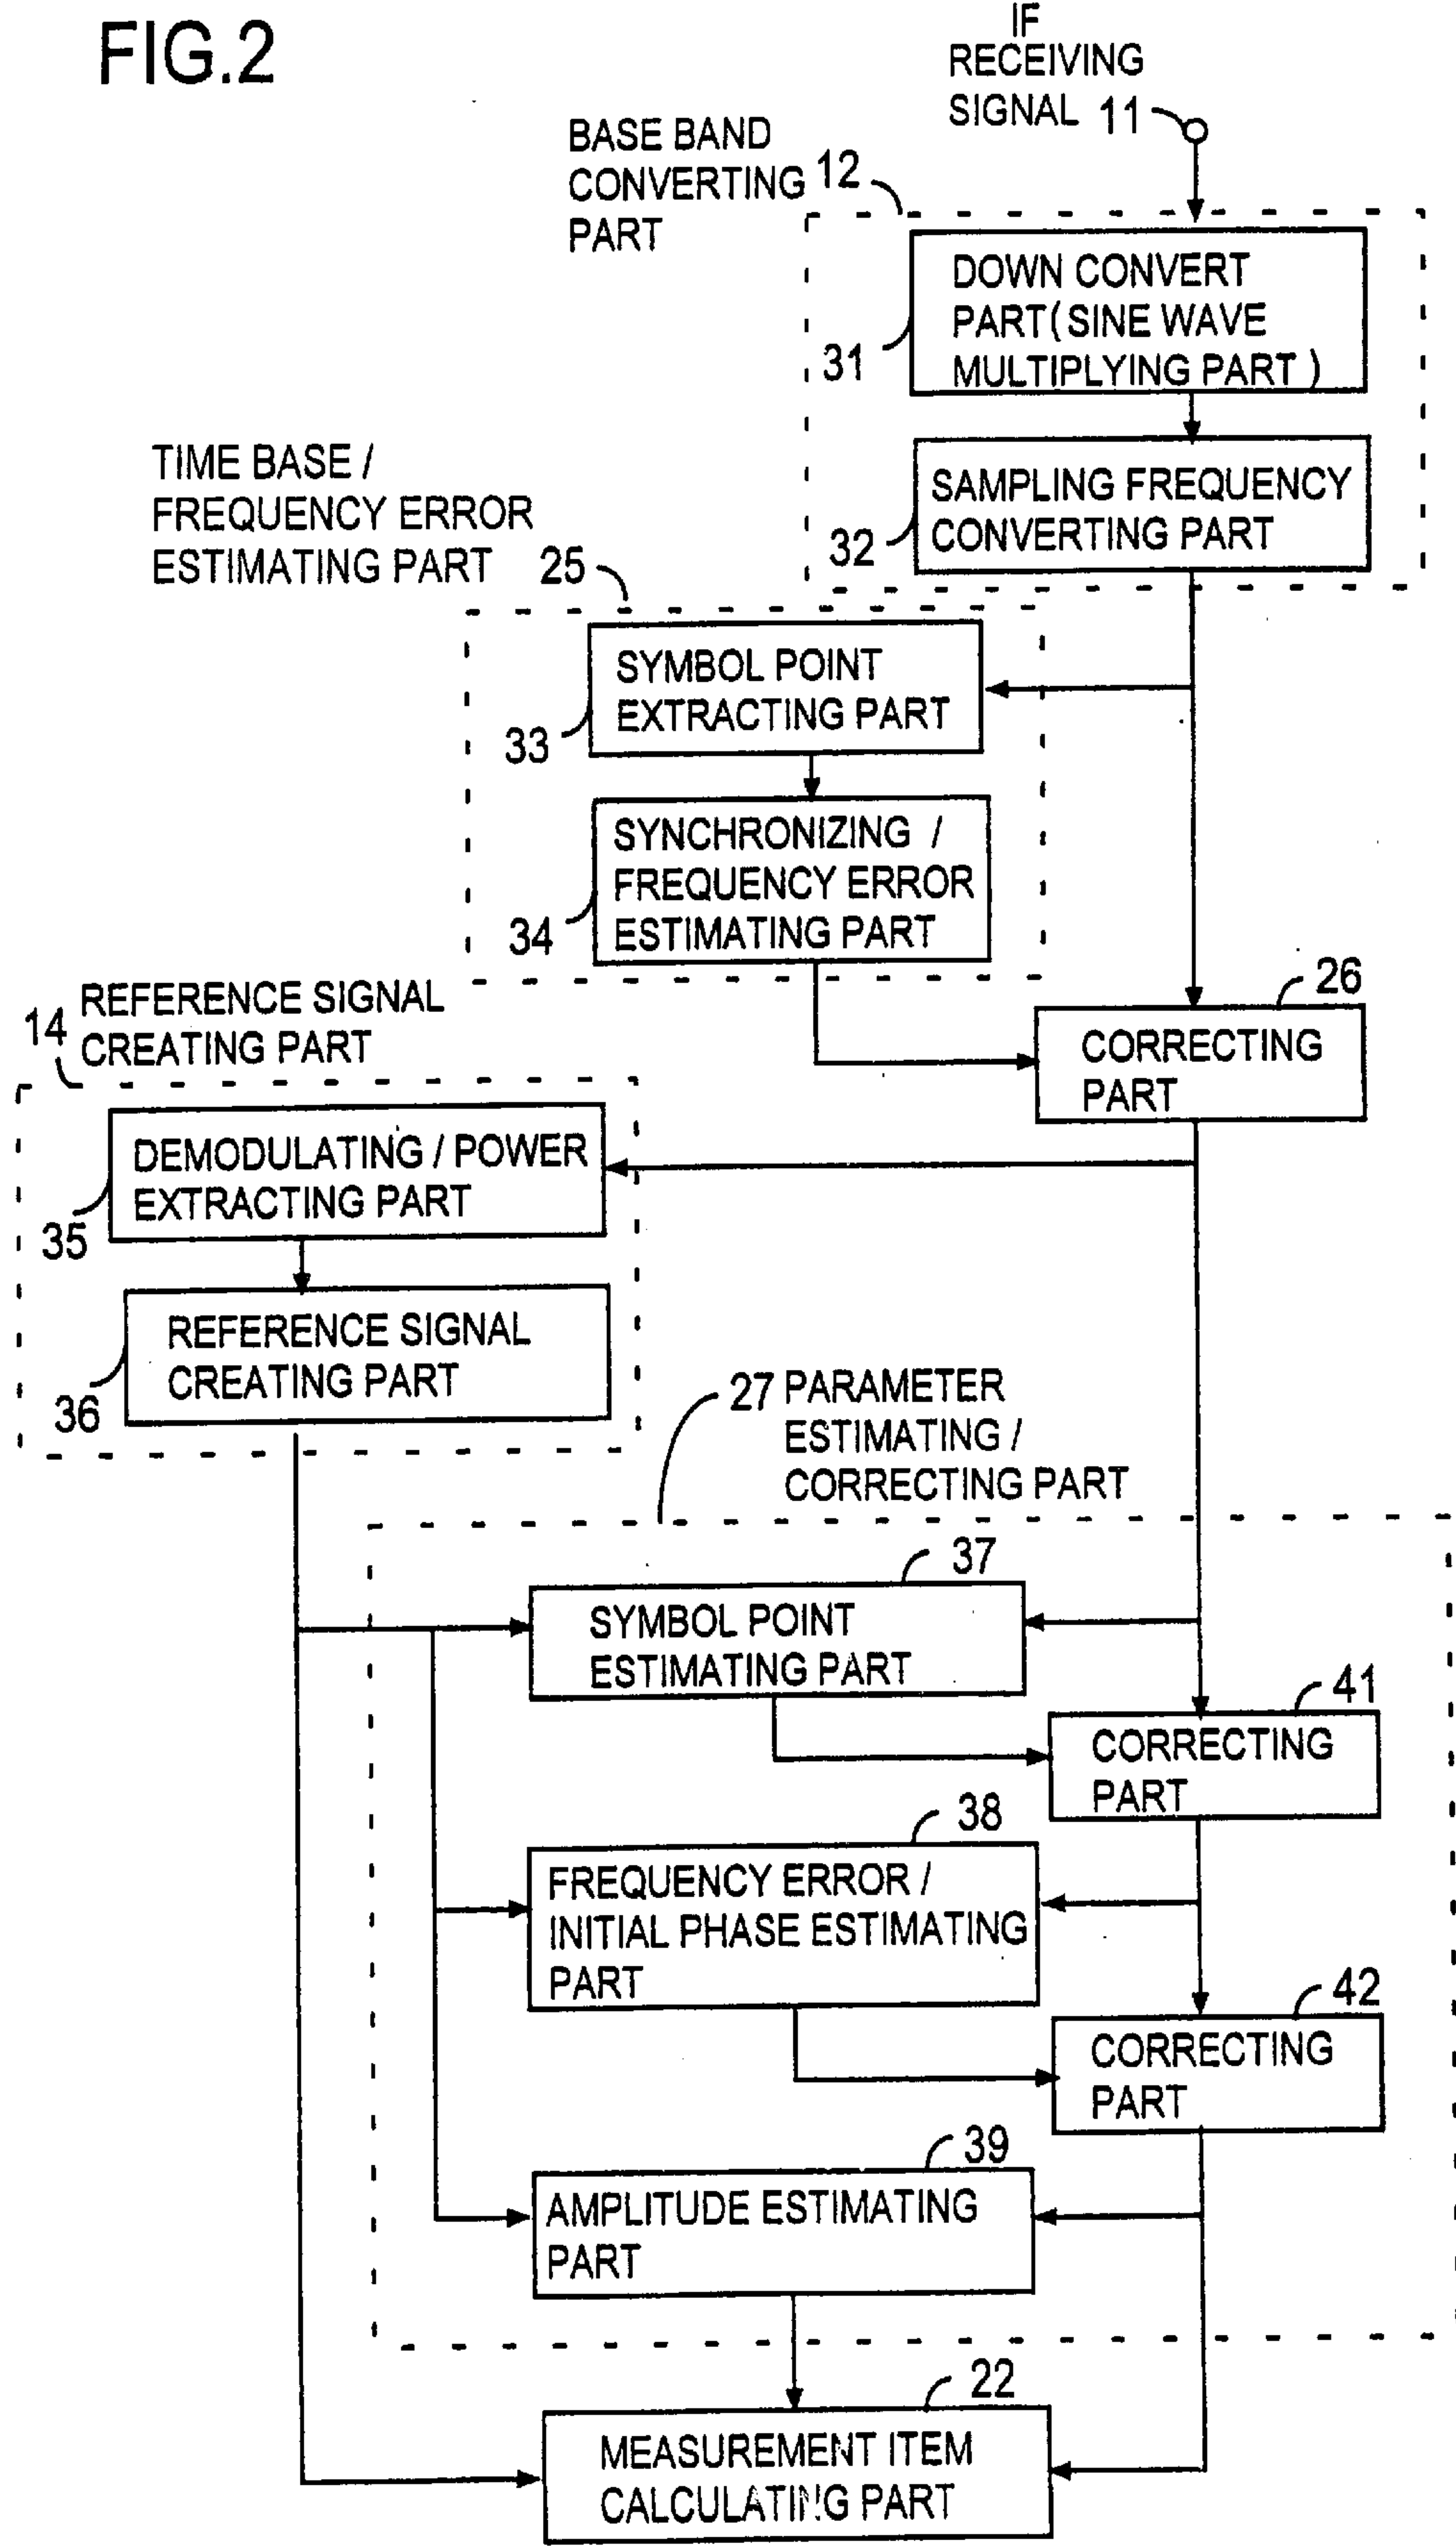 FIG.2
IF
RECEIVING
SIGNAL 11
BASE BAND
CONVERTING 12
PART
DOWN CONVERT
PART(SINE WAVE
MULTIPLYING PART)
31
SAMPLING FREQUENCY
CONVERTING PART
32
TIME BASE /
FREQUENCY ERROR
ESTIMATING PART 25
SYMBOL POINT
EXTRACTING PART
33
SYNCHRONIZING /
FREQUENCY ERROR
ESTIMATING PART
34
26
CORRECTING
PART
14 REFERENCE SIGNAL
CREATING PART
DEMODULATING / POWER
EXTRACTING PART
35
REFERENCE SIGNAL
CREATING PART
36
27 PARAMETER
ESTIMATING /
CORRECTING PART
37
SYMBOL POINT
ESTIMATING PART
41
CORRECTING
PART
38
FREQUENCY ERROR /
INITIAL PHASE ESTIMATING
PART
42
CORRECTING
PART
39
AMPLITUDE ESTIMATING
PART
22
MEASUREMENT ITEM
CALCULATING PART